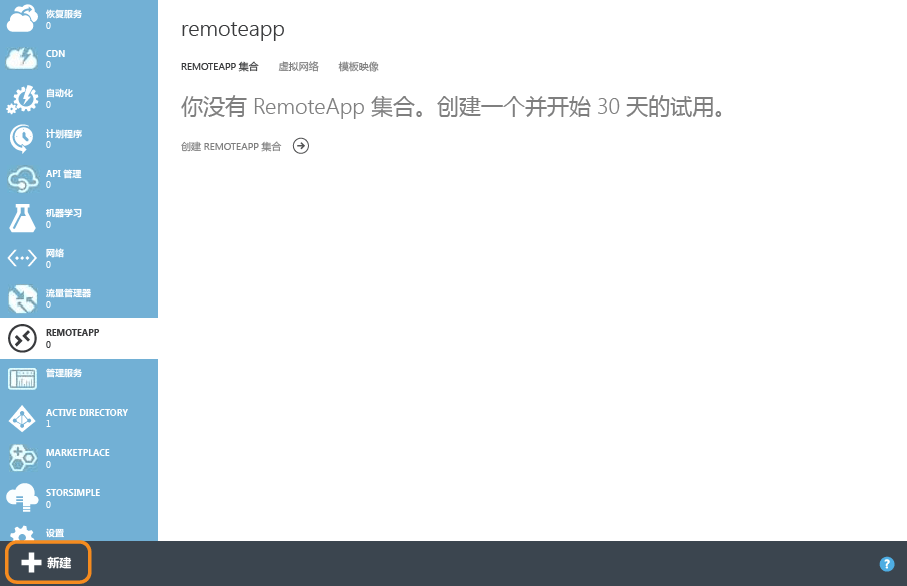 恢复服务
0
CDN
0
自动化
0
计划程序
0
API 管理
0
机器学习
0
网络
0
流量管理器
0
REMOTEAPP
0
管理服务
ACTIVE DIRECTORY
1
MARKETPLACE
0
STORSIMPLE
0
设置
remoteapp
REMOTEAPP 集合 虚拟网络 模板映像
你没有 RemoteApp 集合。创建一个并开始 30 天的试用。
创建 REMOTEAPP 集合
新建
?